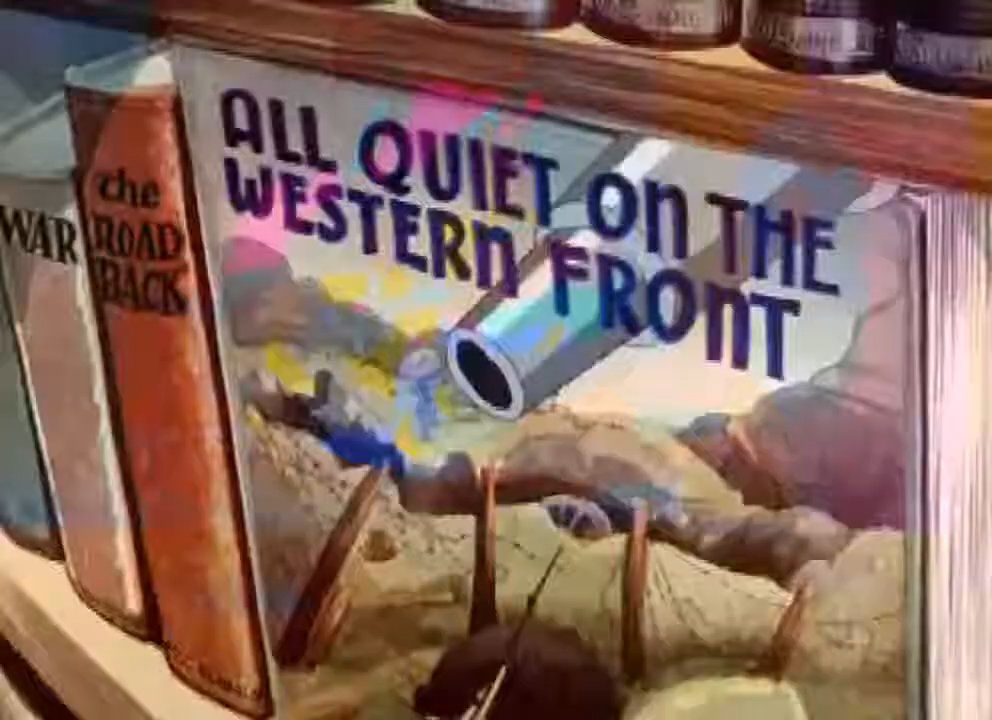 WAR
the
ROAD
BACK
ALL QUIET ON THE
WESTERN FRONT